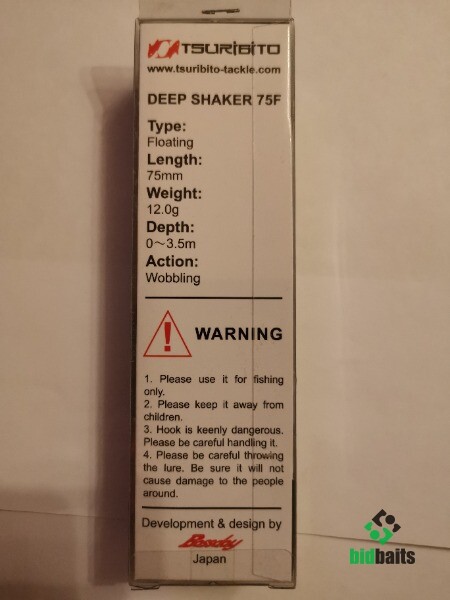 TSURIBITO
www.tsuribito-tackle.com
DEEP SHAKER 75F
Type:
Floating
Length:
75mm
Weight:
12.0g
Depth:
0～3.5m
Action:
Wobbling
WARNING
1. Please use it for fishing
only.
2. Please keep it away from
children.
3. Hook is keenly dangerous.
Please be careful handling it.
4. Please be careful throwing
the lure. Be sure it will not
cause damage to the people
around.
Development & design by
Bassday
Japan
bidbaits